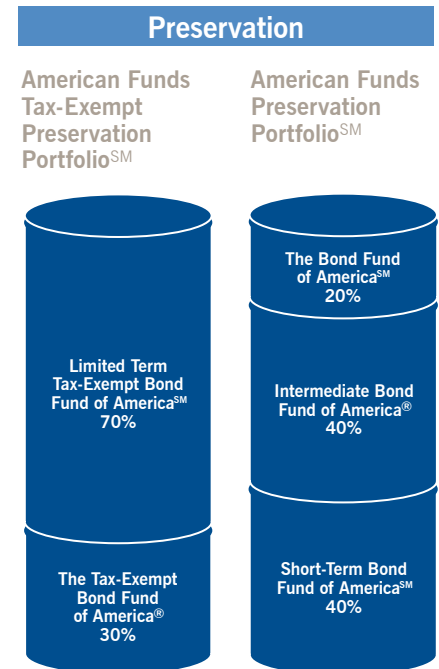 Preservation
American Funds
Tax-Exempt
Preservation
Portfolio℠
American Funds
Preservation
Portfolio℠
Limited Term
Tax-Exempt Bond
Fund of America℠
70%
The Tax-Exempt
Bond Fund
of America®
30%
The Bond Fund
of America℠
20%
Intermediate Bond
Fund of America®
40%
Short-Term Bond
Fund of America℠
40%